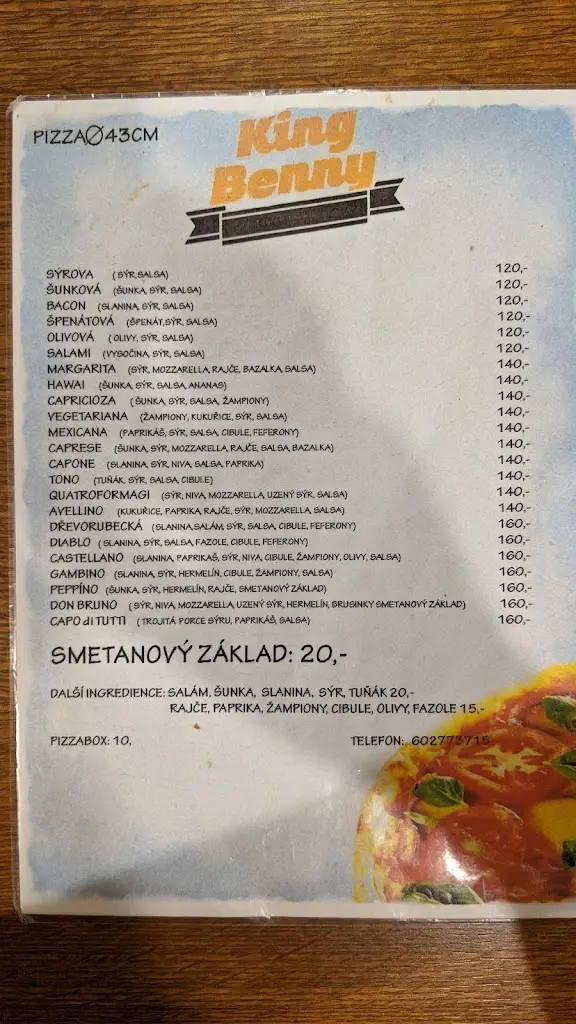 PIZZAØ43CM
King
Benny
SÝROVA (SÝR,SALSA) 120,-
ŠUNKOVÁ (ŠUNKA, SÝR, SALSA) 120,-
BACON (SLANINA, SÝR, SALSA) 120,-
ŠPENÁTOVÁ (ŠPENÁT,SÝR, SALSA) 120,-
OLIVOVÁ (OLIVY, SÝR, SALSA) 120,-
SALAMI (VYSOČINA, SÝR, SALSA) 120,-
MARGARITA (SÝR, MOZZARELLA, RAJČE, BAZALKA, SALSA) 140,-
HAWAI (ŠUNKA, SÝR, SALSA, ANANAS) 140,-
CAPRICIOZA (ŠUNKA, SÝR, SALSA, ŽAMPIONY) 140,-
VEGETARIANA (ŽAMPIONY, KUKUŘICE, SÝR, SALSA) 140,-
MEXICANA (PAPRIKÁŠ, SÝR, SALSA, CIBULE, FEFERONY) 140,-
CAPRESE (ŠUNKA, SÝR, MOZZARELLA, RAJČE, SALSA, BAZALKA) 140,-
CAPONE (SLANINA, SÝR, NIVA, SALSA, PAPRIKA) 140,-
TONO (TUŇÁK, SÝR, SALSA, CIBULE) 140,-
QUATROFORMAGI (SÝR, NIVA, MOZZARELLA, UZENÝ SÝR, SALSA) 140,-
AVELLINO (KUKUŘICE, PAPRIKA, RAJČE, SÝR, MOZZARELLA, SALSA) 140,-
DŘEVORUBECKÁ (SLANINA,SALÁM, SÝR, SALSA, CIBULE, FEFERONY) 160,-
DIABLO (SLANINA, SÝR, SALSA, FAZOLE, CIBULE, FEFERONY) 160,-
CASTELLANO (SLANINA, PAPRIKAŠ, SÝR, NIVA, CIBULE, ŽAMPIONY, OLIVY, SALSA) 160,-
GAMBINO (SLANINA, SÝR, HERMELÍN, CIBULE, ŽAMPIONY, SALSA) 160,-
PEPPÍNO (ŠUNKA, SÝR, HERMELÍN, RAJČE, SMETANOVÝ ZÁKLAD) 160,-
DON BRUNO (SÝR, NIVA, MOZZARELLA, UZENÝ SÝR, HERMELÍN, BRUSINKY SMETANOVÝ ZÁKLAD) 160,-
CAPO di TUTTI (TROJITÁ PORCE SÝRU, PAPRIKÁŠ, SALSA) 160,-
SMETANOVÝ ZÁKLAD: 20,-
DALŠÍ INGREDIENCE: SALÁM, ŠUNKA, SLANINA, SÝR, TUŇÁK 20,-
RAJČE, PAPRIKA, ŽAMPIONY, CIBULE, OLIVY, FAZOLE 15,-
PIZZABOX: 10, TELEFON: 602773715